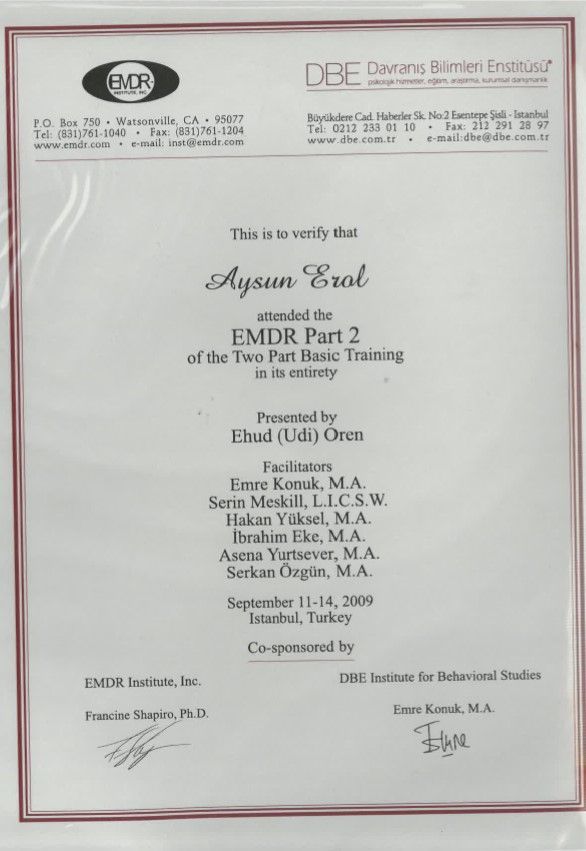 EMDR
INSTITUTE, INC
P.O. Box 750 • Watsonville, CA • 95077
Tel: (831)761-1040 • Fax: (831)761-1204
www.emdr.com • e-mail: inst@emdr.com
DBE Davranış Bilimleri Enstitüsü®
psikolojik hizmetler, eğitim, araştırma, kurumsal danışmanlık
Büyükdere Cad. Haberler Sk. No:2 Esentepe Şisli - Istanbul
Tel: 0212 233 01 10 • Fax: 212 291 28 97
www.dbe.com.tr • e-mail:dbe@dbe.com.tr
This is to verify that
Aysun Erol
attended the
EMDR Part 2
of the Two Part Basic Training
in its entirety
Presented by
Ehud (Udi) Oren
Facilitators
Emre Konuk, M.A.
Serin Meskill, L.I.C.S.W.
Hakan Yüksel, M.A.
İbrahim Eke, M.A.
Asena Yurtsever, M.A.
Serkan Özgün, M.A.
September 11-14, 2009
Istanbul, Turkey
Co-sponsored by
EMDR Institute, Inc.
DBE Institute for Behavioral Studies
Francine Shapiro, Ph.D.
Emre Konuk, M.A.